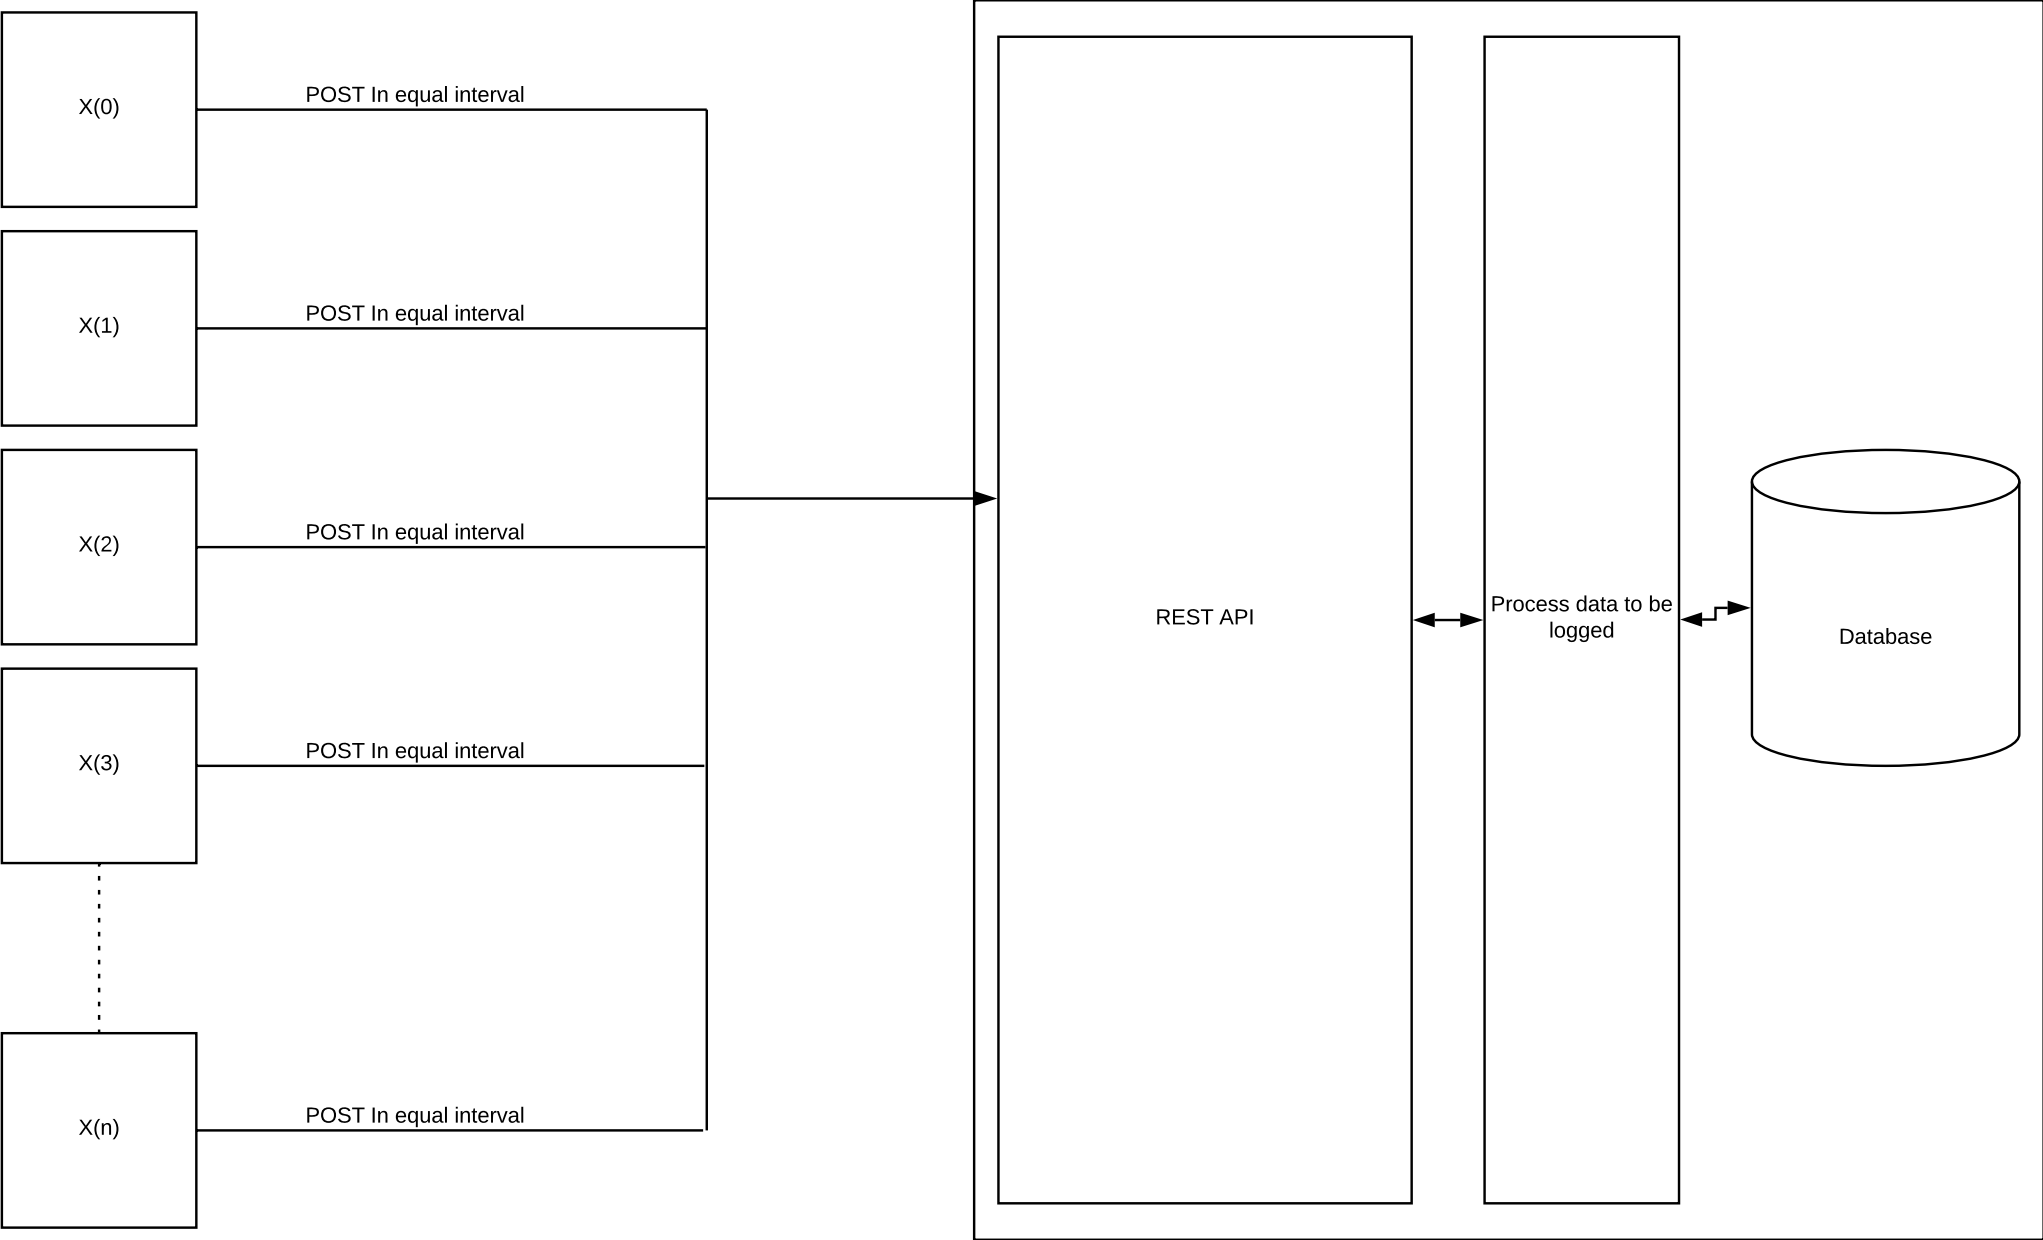 X(0)
POST In equal interval
X(1)
POST In equal interval
X(2)
POST In equal interval
X(3)
POST In equal interval
X(n)
POST In equal interval
REST API
Process data to be
logged
Database